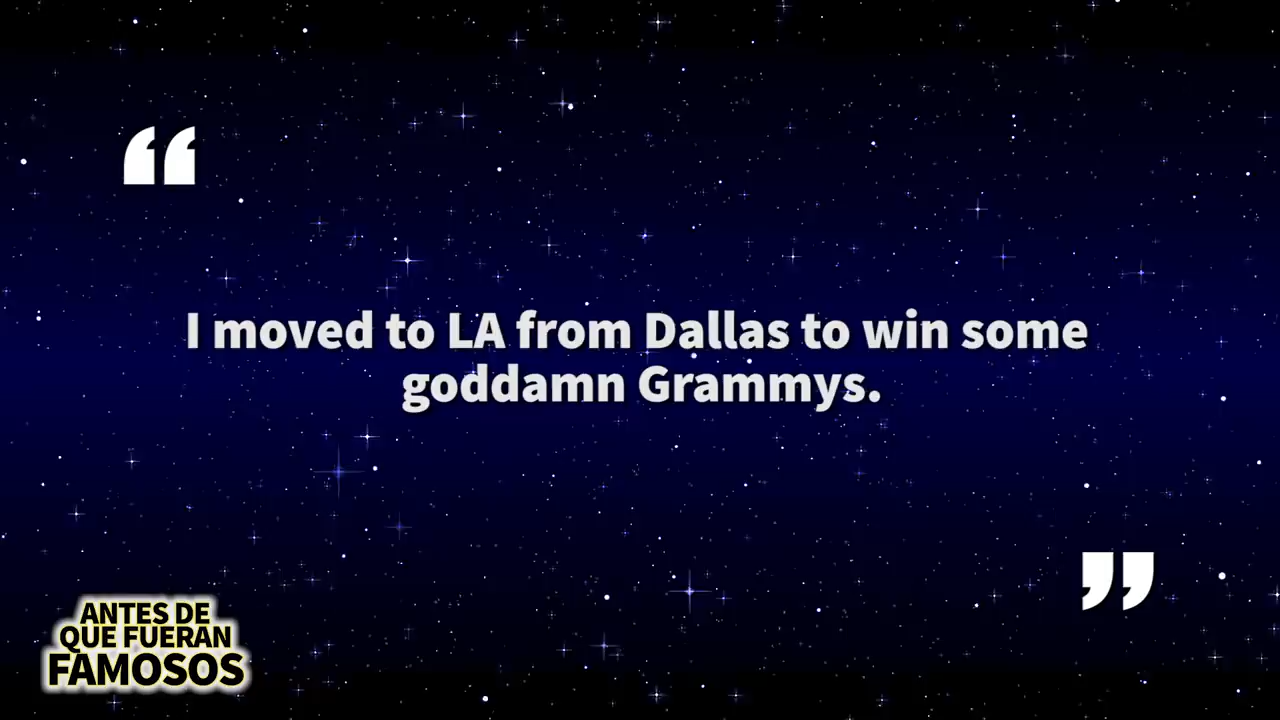 “
I moved to LA from Dallas to win some
goddamn Grammys.
”
ANTES DE
QUE FUERAN
FAMOSOS